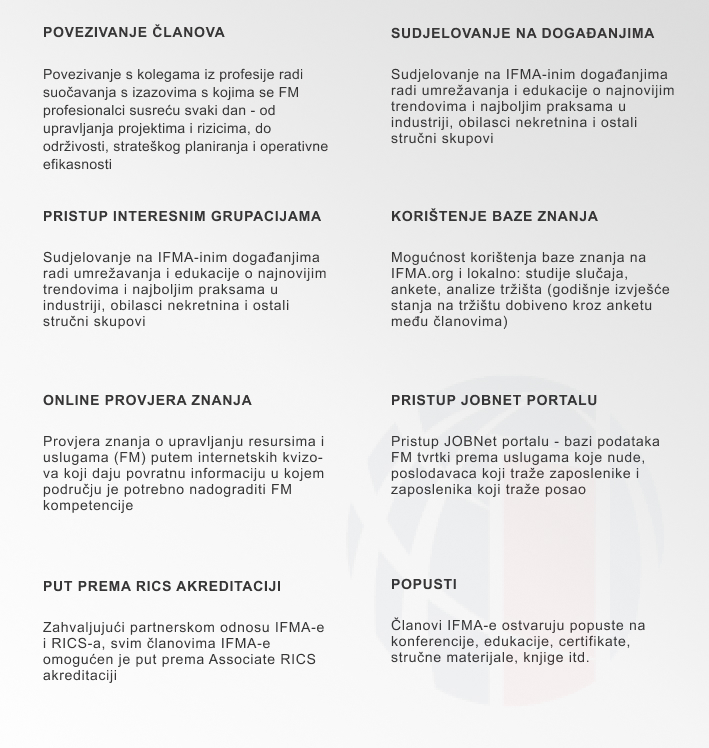 POVEZIVANJE ČLANOVA
Povezivanje s kolegama iz profesije radi
suočavanja s izazovima s kojima se FM
profesionalci susreću svaki dan - od
upravljanja projektima i rizicima, do
održivosti, strateškog planiranja i operativne
efikasnosti
SUDJELOVANJE NA DOGAĐANJIMA
Sudjelovanje na IFMA-inim događanjima
radi umrežavanja i edukacije o najnovijim
trendovima i najboljim praksama u
industriji, obilasci nekretnina i ostali
stručni skupovi
PRISTUP INTERESNIM GRUPACIJAMA
Sudjelovanje na IFMA-inim događanjima
radi umrežavanja i edukacije o najnovijim
trendovima i najboljim praksama u
industriji, obilasci nekretnina i ostali
stručni skupovi
KORIŠTENJE BAZE ZNANJA
Mogućnost korištenja baze znanja na
IFMA.org i lokalno: studije slučaja,
ankete, analize tržišta (godišnje izvješće
stanja na tržištu dobiveno kroz anketu
među članovima)
ONLINE PROVJERA ZNANJA
Provjera znanja o upravljanju resursima i
uslugama (FM) putem internetskih kvizo-
va koji daju povratnu informaciju u kojem
području je potrebno nadograditi FM
kompetencije
PRISTUP JOBNET PORTALU
Pristup JOBNet portalu - bazi podataka
FM tvrtki prema uslugama koje nude,
poslodavaca koji traže zaposlenike i
zaposlenika koji traže posao
PUT PREMA RICS AKREDITACIJI
Zahvaljujući partnerskom odnosu IFMA-e
i RICS-a, svim članovima IFMA-e
omogućen je put prema Associate RICS
akreditaciji
POPUSTI
Članovi IFMA-e ostvaruju popuste na
konferencije, edukacije, certifikate,
stručne materijale, knjige itd.